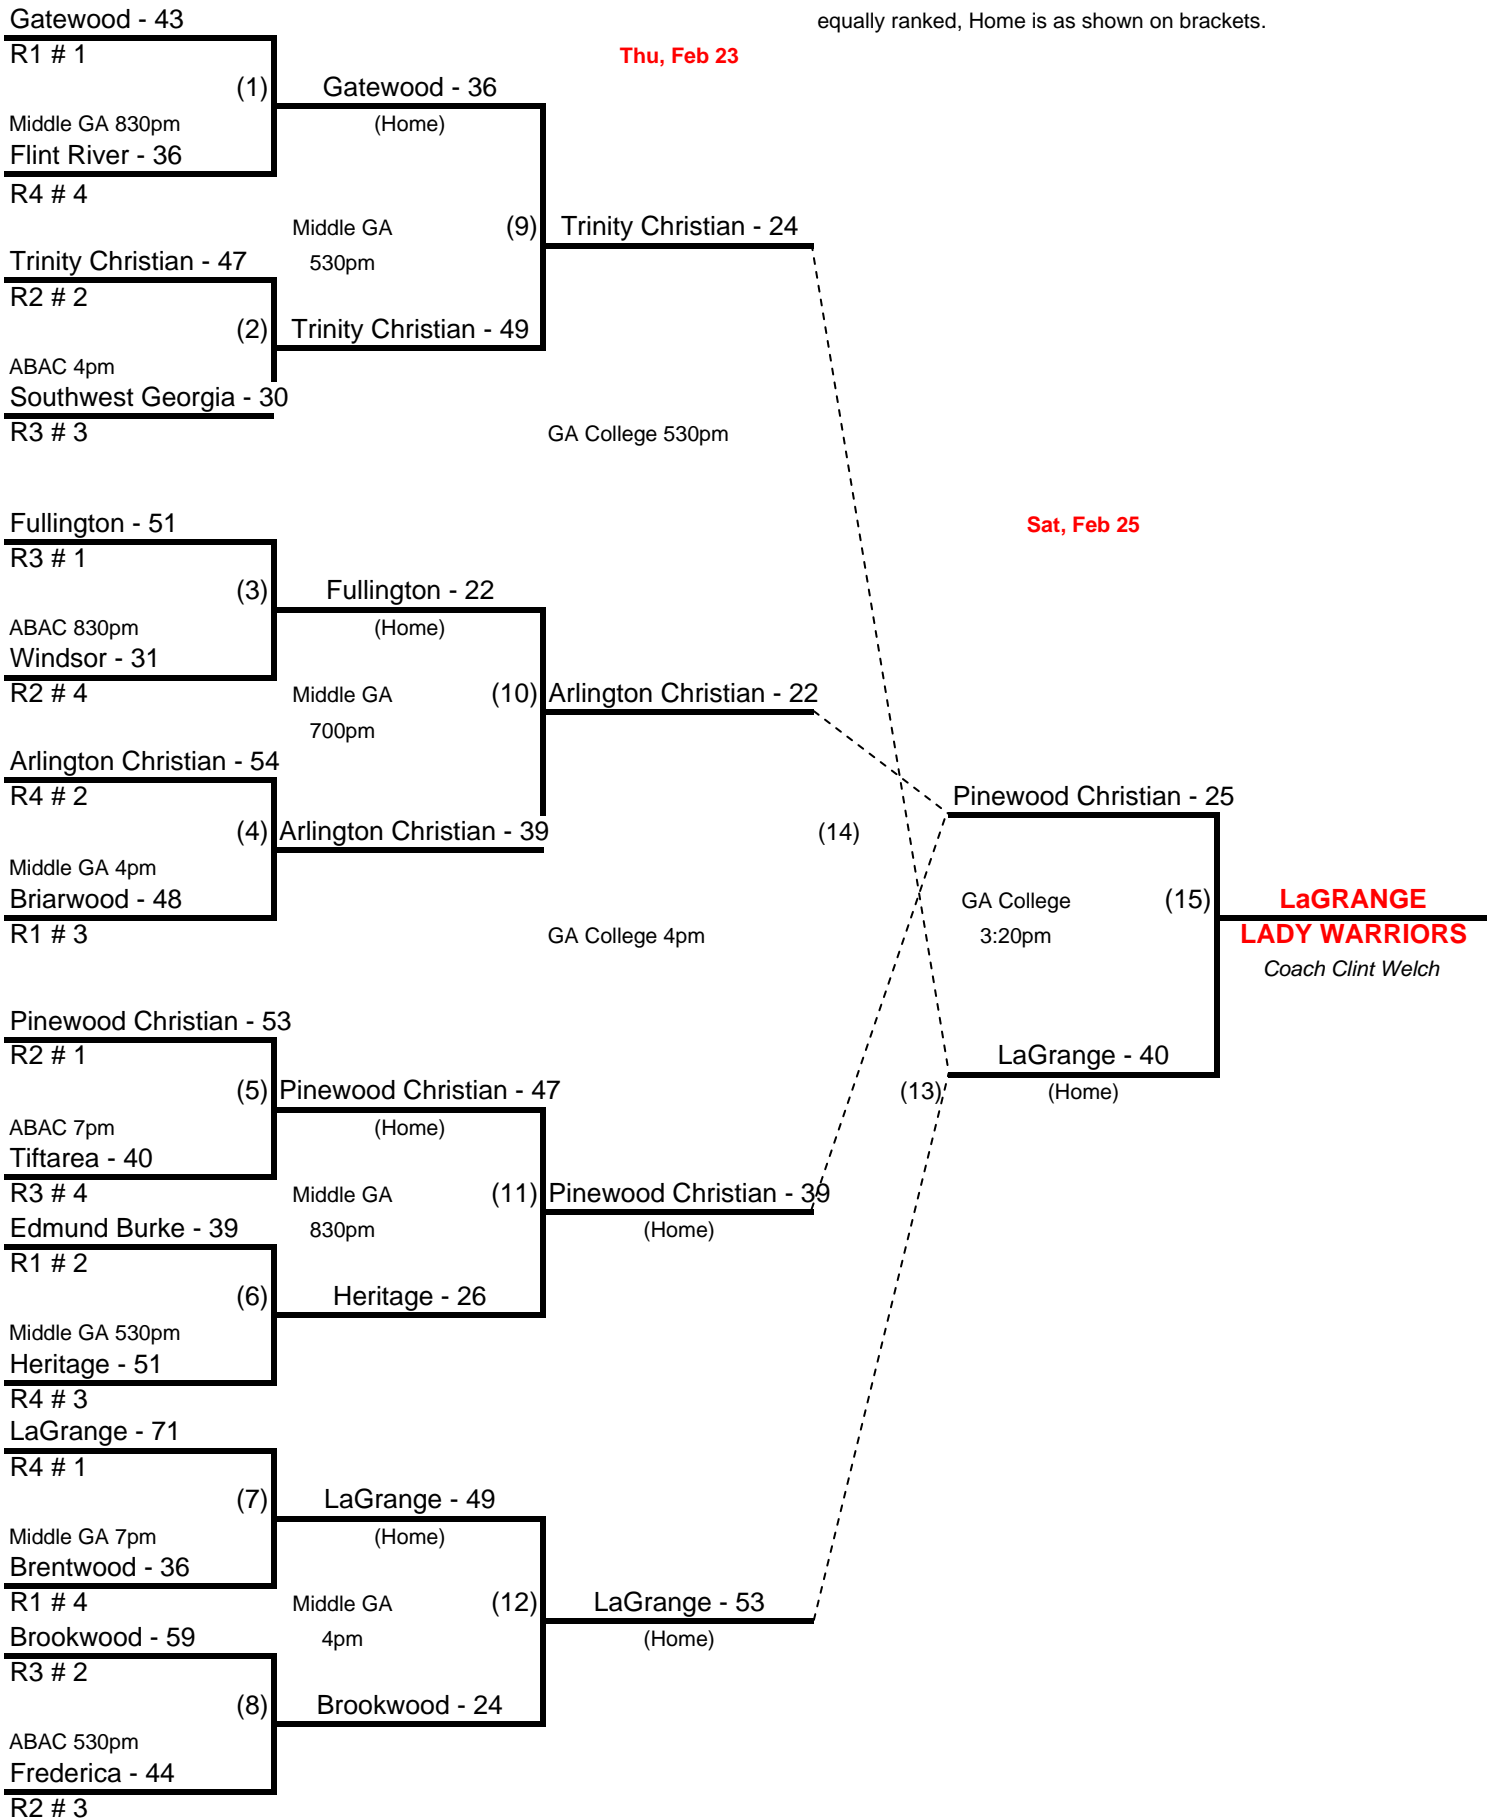 Gatewood - 43
equally ranked, Home is as shown on brackets.
R1 # 1
Thu, Feb 23
(1)
Gatewood - 36
Middle GA 830pm
(Home)
Flint River - 36
R4 # 4
Middle GA
(9)
Trinity Christian - 24
Trinity Christian - 47
530pm
R2 # 2
(2)
Trinity Christian - 49
ABAC 4pm
Southwest Georgia - 30
R3 # 3
GA College 530pm
Fullington - 51
Sat, Feb 25
R3 # 1
(3)
Fullington - 22
ABAC 830pm
(Home)
Windsor - 31
R2 # 4
Middle GA
(10)
Arlington Christian - 22
700pm
Arlington Christian - 54
R4 # 2
Pinewood Christian - 25
(4)
Arlington Christian - 39
(14)
Middle GA 4pm
Briarwood - 48
GA College
(15)
LaGRANGE
R1 # 3
GA College 4pm
3:20pm
LADY WARRIORS
Coach Clint Welch
Pinewood Christian - 53
R2 # 1
LaGrange - 40
(5)
Pinewood Christian - 47
(13)
(Home)
ABAC 7pm
(Home)
Tiftarea - 40
R3 # 4
Middle GA
(11)
Pinewood Christian - 39
Edmund Burke - 39
830pm
(Home)
R1 # 2
(6)
Heritage - 26
Middle GA 530pm
Heritage - 51
R4 # 3
LaGrange - 71
R4 # 1
(7)
LaGrange - 49
Middle GA 7pm
(Home)
Brentwood - 36
R1 # 4
Middle GA
(12)
LaGrange - 53
Brookwood - 59
4pm
(Home)
R3 # 2
(8)
Brookwood - 24
ABAC 530pm
Frederica - 44
R2 # 3